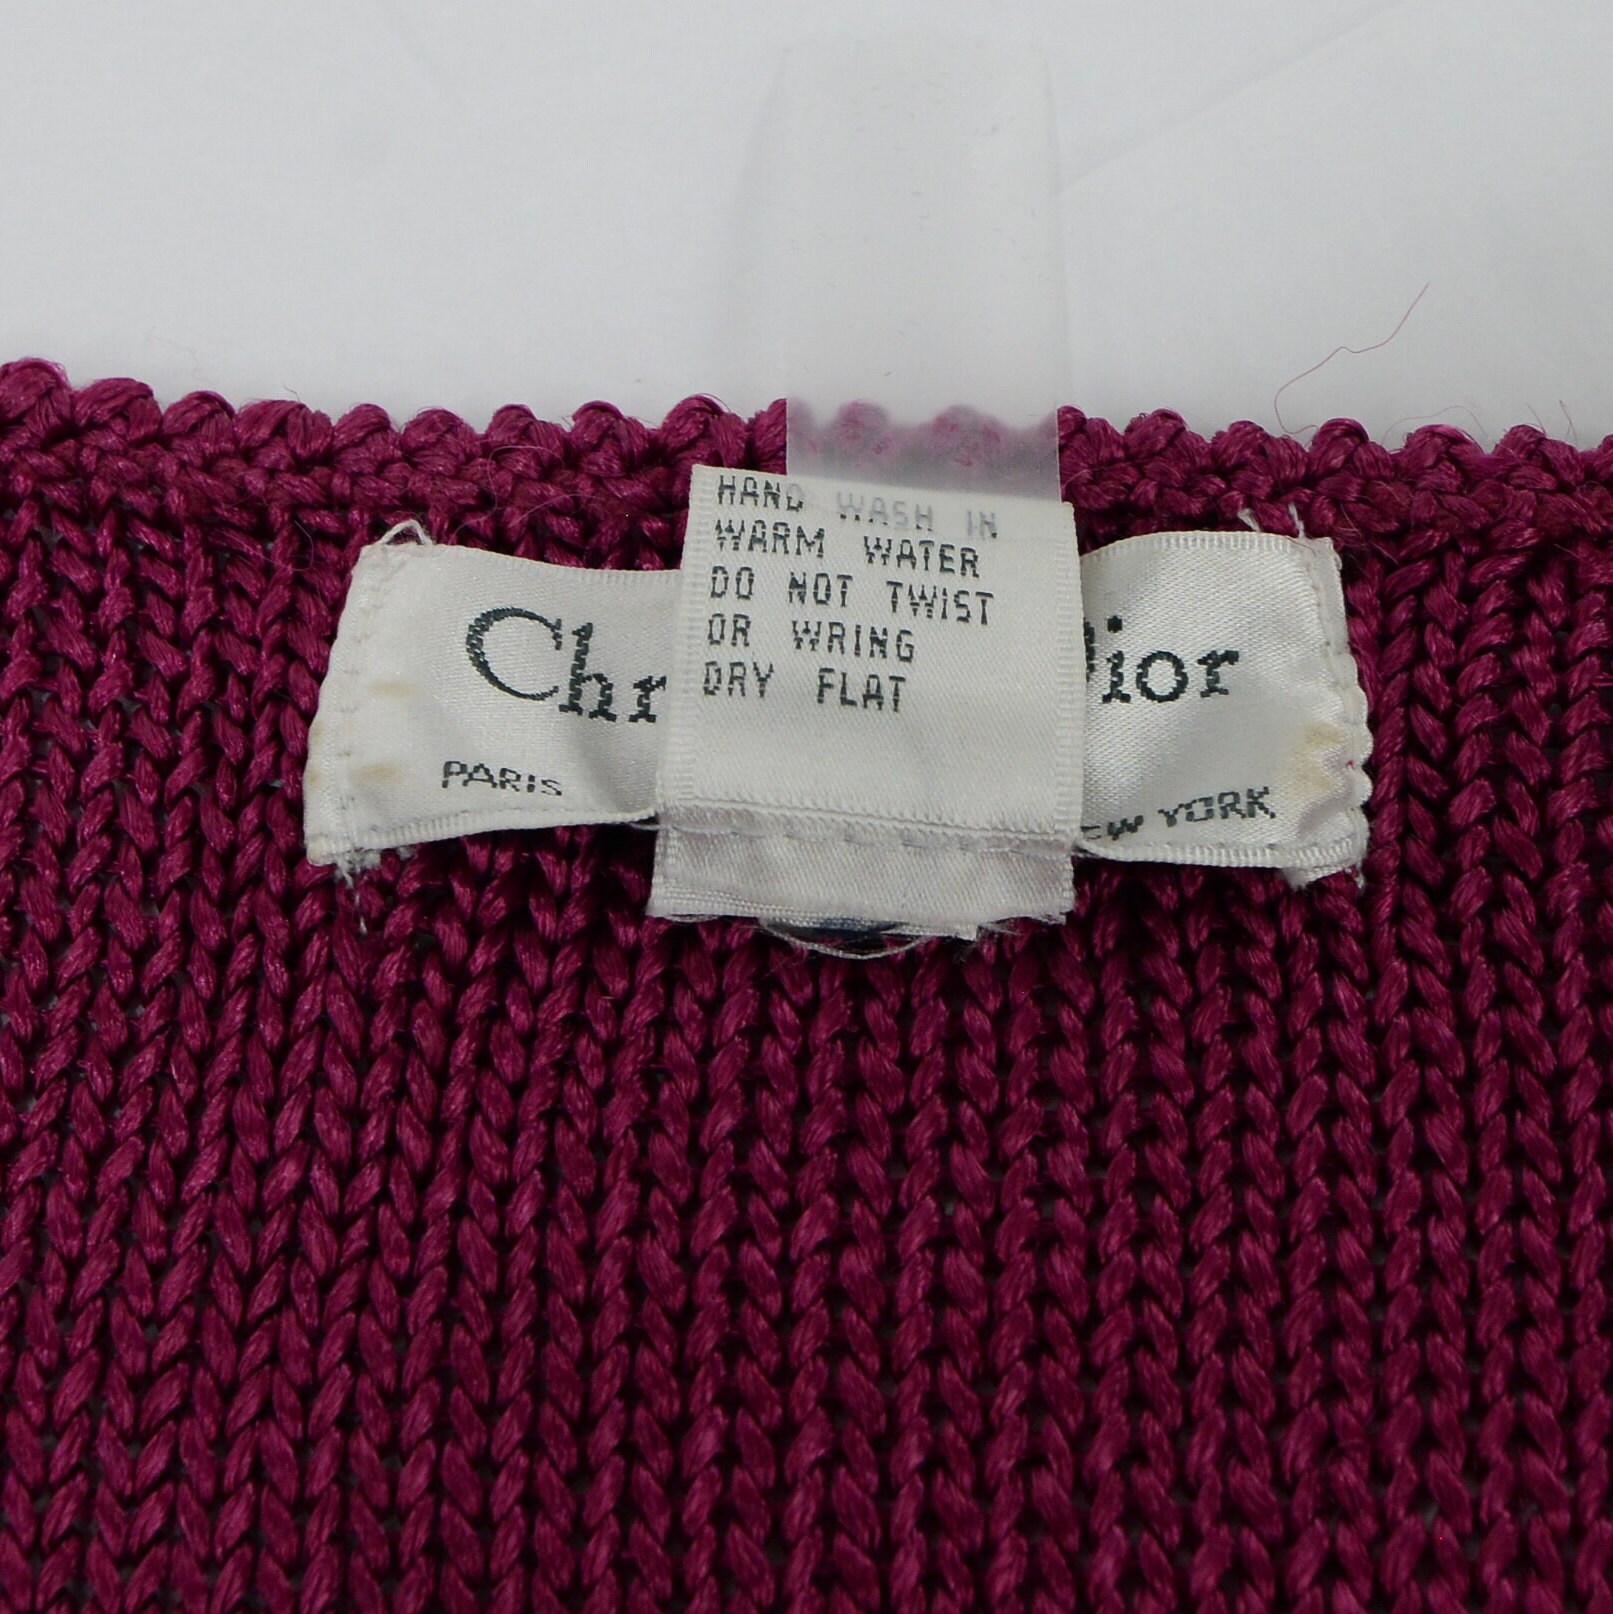 HAND WASH IN
WARM WATER
DO NOT TWIST
OR WRING
DRY FLAT
Chr ior
PARIS EW YORK